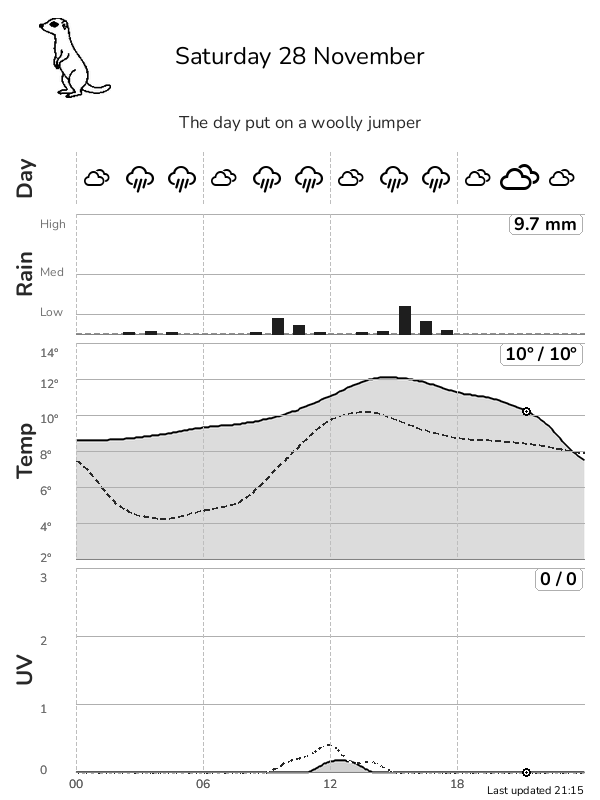 Saturday 28 November
The day put on a woolly jumper
Day
Rain
High
Med
Low
9.7 mm
Temp
14°
12°
10°
8°
6°
4°
2°
10° / 10°
UV
3
2
1
0
0 / 0
00 06 12 18
Last updated 21:15